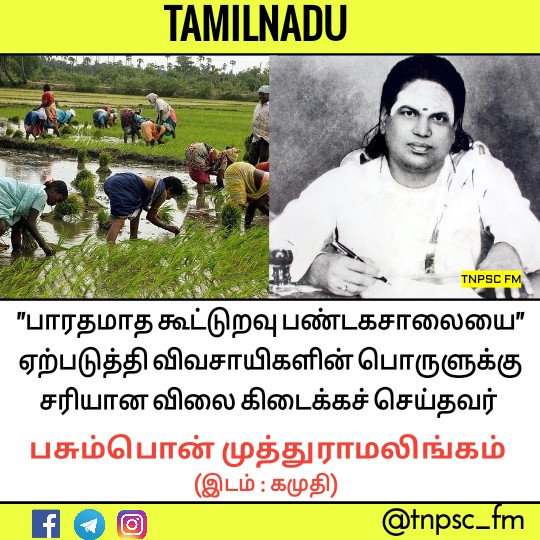 TAMILNADU
TNPSC FM
"பாரதமாத கூட்டுறவு பண்டகசாலையை"
ஏற்படுத்தி விவசாயிகளின் பொருளுக்கு
சரியான விலை கிடைக்கச் செய்தவர்
பசும்பொன் முத்துராமலிங்கம்
(இடம் : கமுதி)
@tnpsc_fm